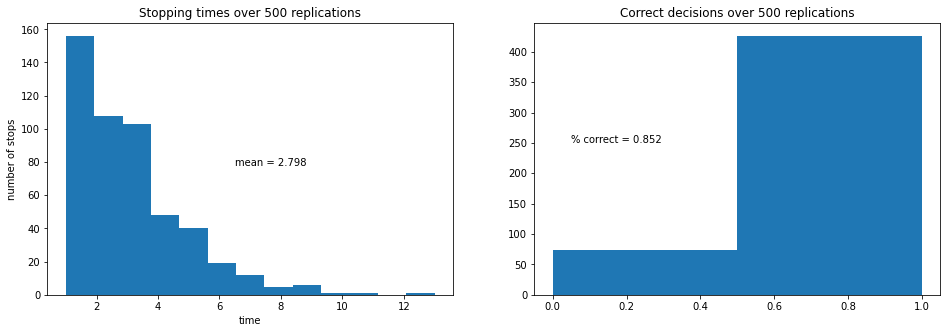 Stopping times over 500 replications
number of stops
160
140
120
100
80
60
40
20
0
mean = 2.798
2 4 6 8 10 12
time
Correct decisions over 500 replications
400
350
300
250
200
150
100
50
0
% correct = 0.852
0.0 0.2 0.4 0.6 0.8 1.0